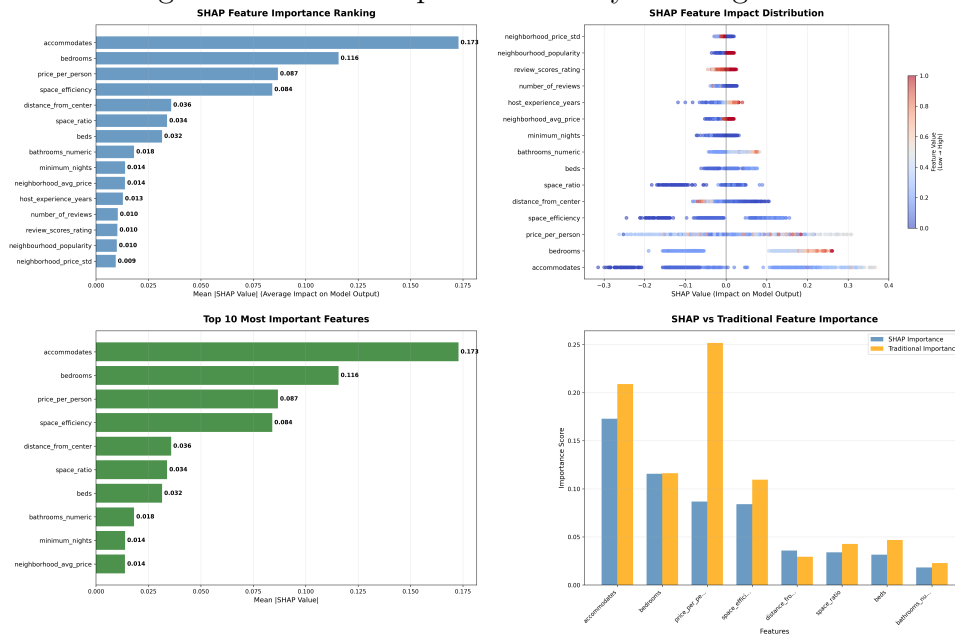 SHAP Feature Importance Ranking
accommodates
0.173
bedrooms
0.116
price_per_person
0.087
space_efficiency
0.084
distance_from_center
0.036
space_ratio
0.034
beds
0.032
bathrooms_numeric
0.018
minimum_nights
0.014
neighborhood_avg_price
0.014
host_experience_years
0.013
number_of_reviews
0.010
review_scores_rating
0.010
neighbourhood_popularity
0.010
neighborhood_price_std
0.009
0.000 0.025 0.050 0.075 0.100 0.125 0.150 0.175
Mean |SHAP Value| (Average Impact on Model Output)
SHAP Feature Impact Distribution
neighborhood_price_std
neighbourhood_popularity
review_scores_rating
number_of_reviews
host_experience_years
neighborhood_avg_price
minimum_nights
bathrooms_numeric
beds
space_ratio
distance_from_center
space_efficiency
price_per_person
bedrooms
accommodates
−0.3 −0.2 −0.1 0.0 0.1 0.2 0.3 0.4
SHAP Value (Impact on Model Output)
1.0
0.8
0.6
0.4
0.2
0.0
Feature Value
(Low → High)
Top 10 Most Important Features
accommodates
0.173
bedrooms
0.116
price_per_person
0.087
space_efficiency
0.084
distance_from_center
0.036
space_ratio
0.034
beds
0.032
bathrooms_numeric
0.018
minimum_nights
0.014
neighborhood_avg_price
0.014
0.000 0.025 0.050 0.075 0.100 0.125 0.150 0.175
Mean |SHAP Value|
SHAP vs Traditional Feature Importance
SHAP Importance
Traditional Importance
0.25
0.20
0.15
0.10
0.05
0.00
Importance Score
accommodates
bedrooms
price_per_pe...
space_effici...
distance_fro...
space_ratio
beds
bathrooms_nu...
Features